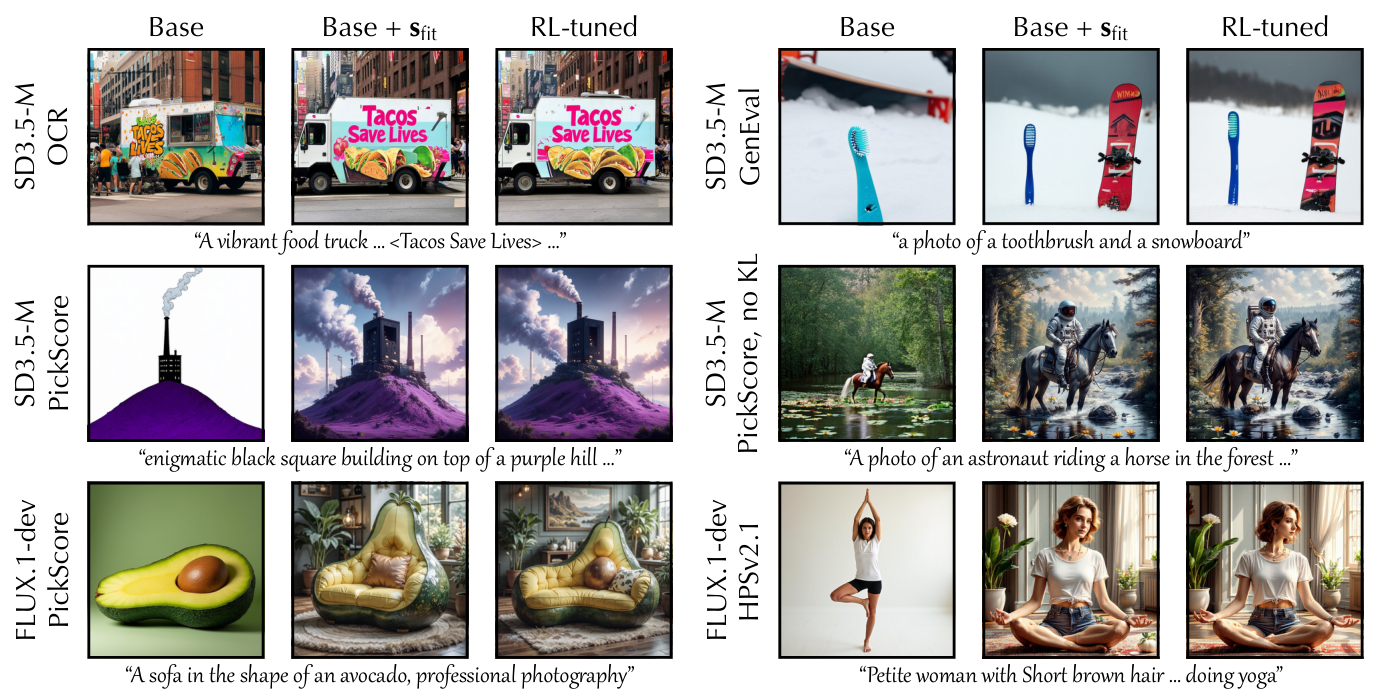 Base
Base + sfit
RL-tuned
Base
Base + sfit
RL-tuned
SD3.5-M
OCR
TACOS
LIVES
Tacos
Save Lives
Tacos
Save Lives
“A vibrant food truck ... <Tacos Save Lives> ...”
SD3.5-M
GenEval
“a photo of a toothbrush and a snowboard”
SD3.5-M
PickScore
“enigmatic black square building on top of a purple hill ...”
SD3.5-M
PickScore, no KL
“A photo of an astronaut riding a horse in the forest ...”
FLUX.1-dev
PickScore
“A sofa in the shape of an avocado, professional photography”
FLUX.1-dev
HPSv2.1
“Petite woman with Short brown hair ... doing yoga”